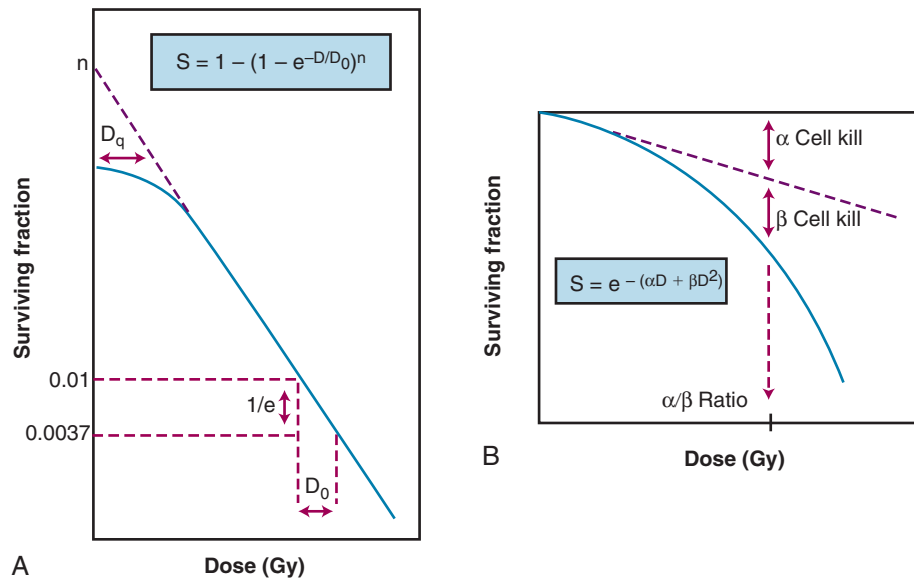 n
S = 1 – (1 – e–D/D0)n
Dq
Surviving fraction
0.01
1/e
0.0037
D0
A
Dose (Gy)
α Cell kill
β Cell kill
Surviving fraction
S = e – (αD + βD2)
α/β Ratio
B
Dose (Gy)